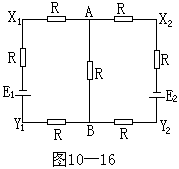 X₁ R A R X₂
R R R
E₁ E₂
Y₁ R B R Y₂
图10—16